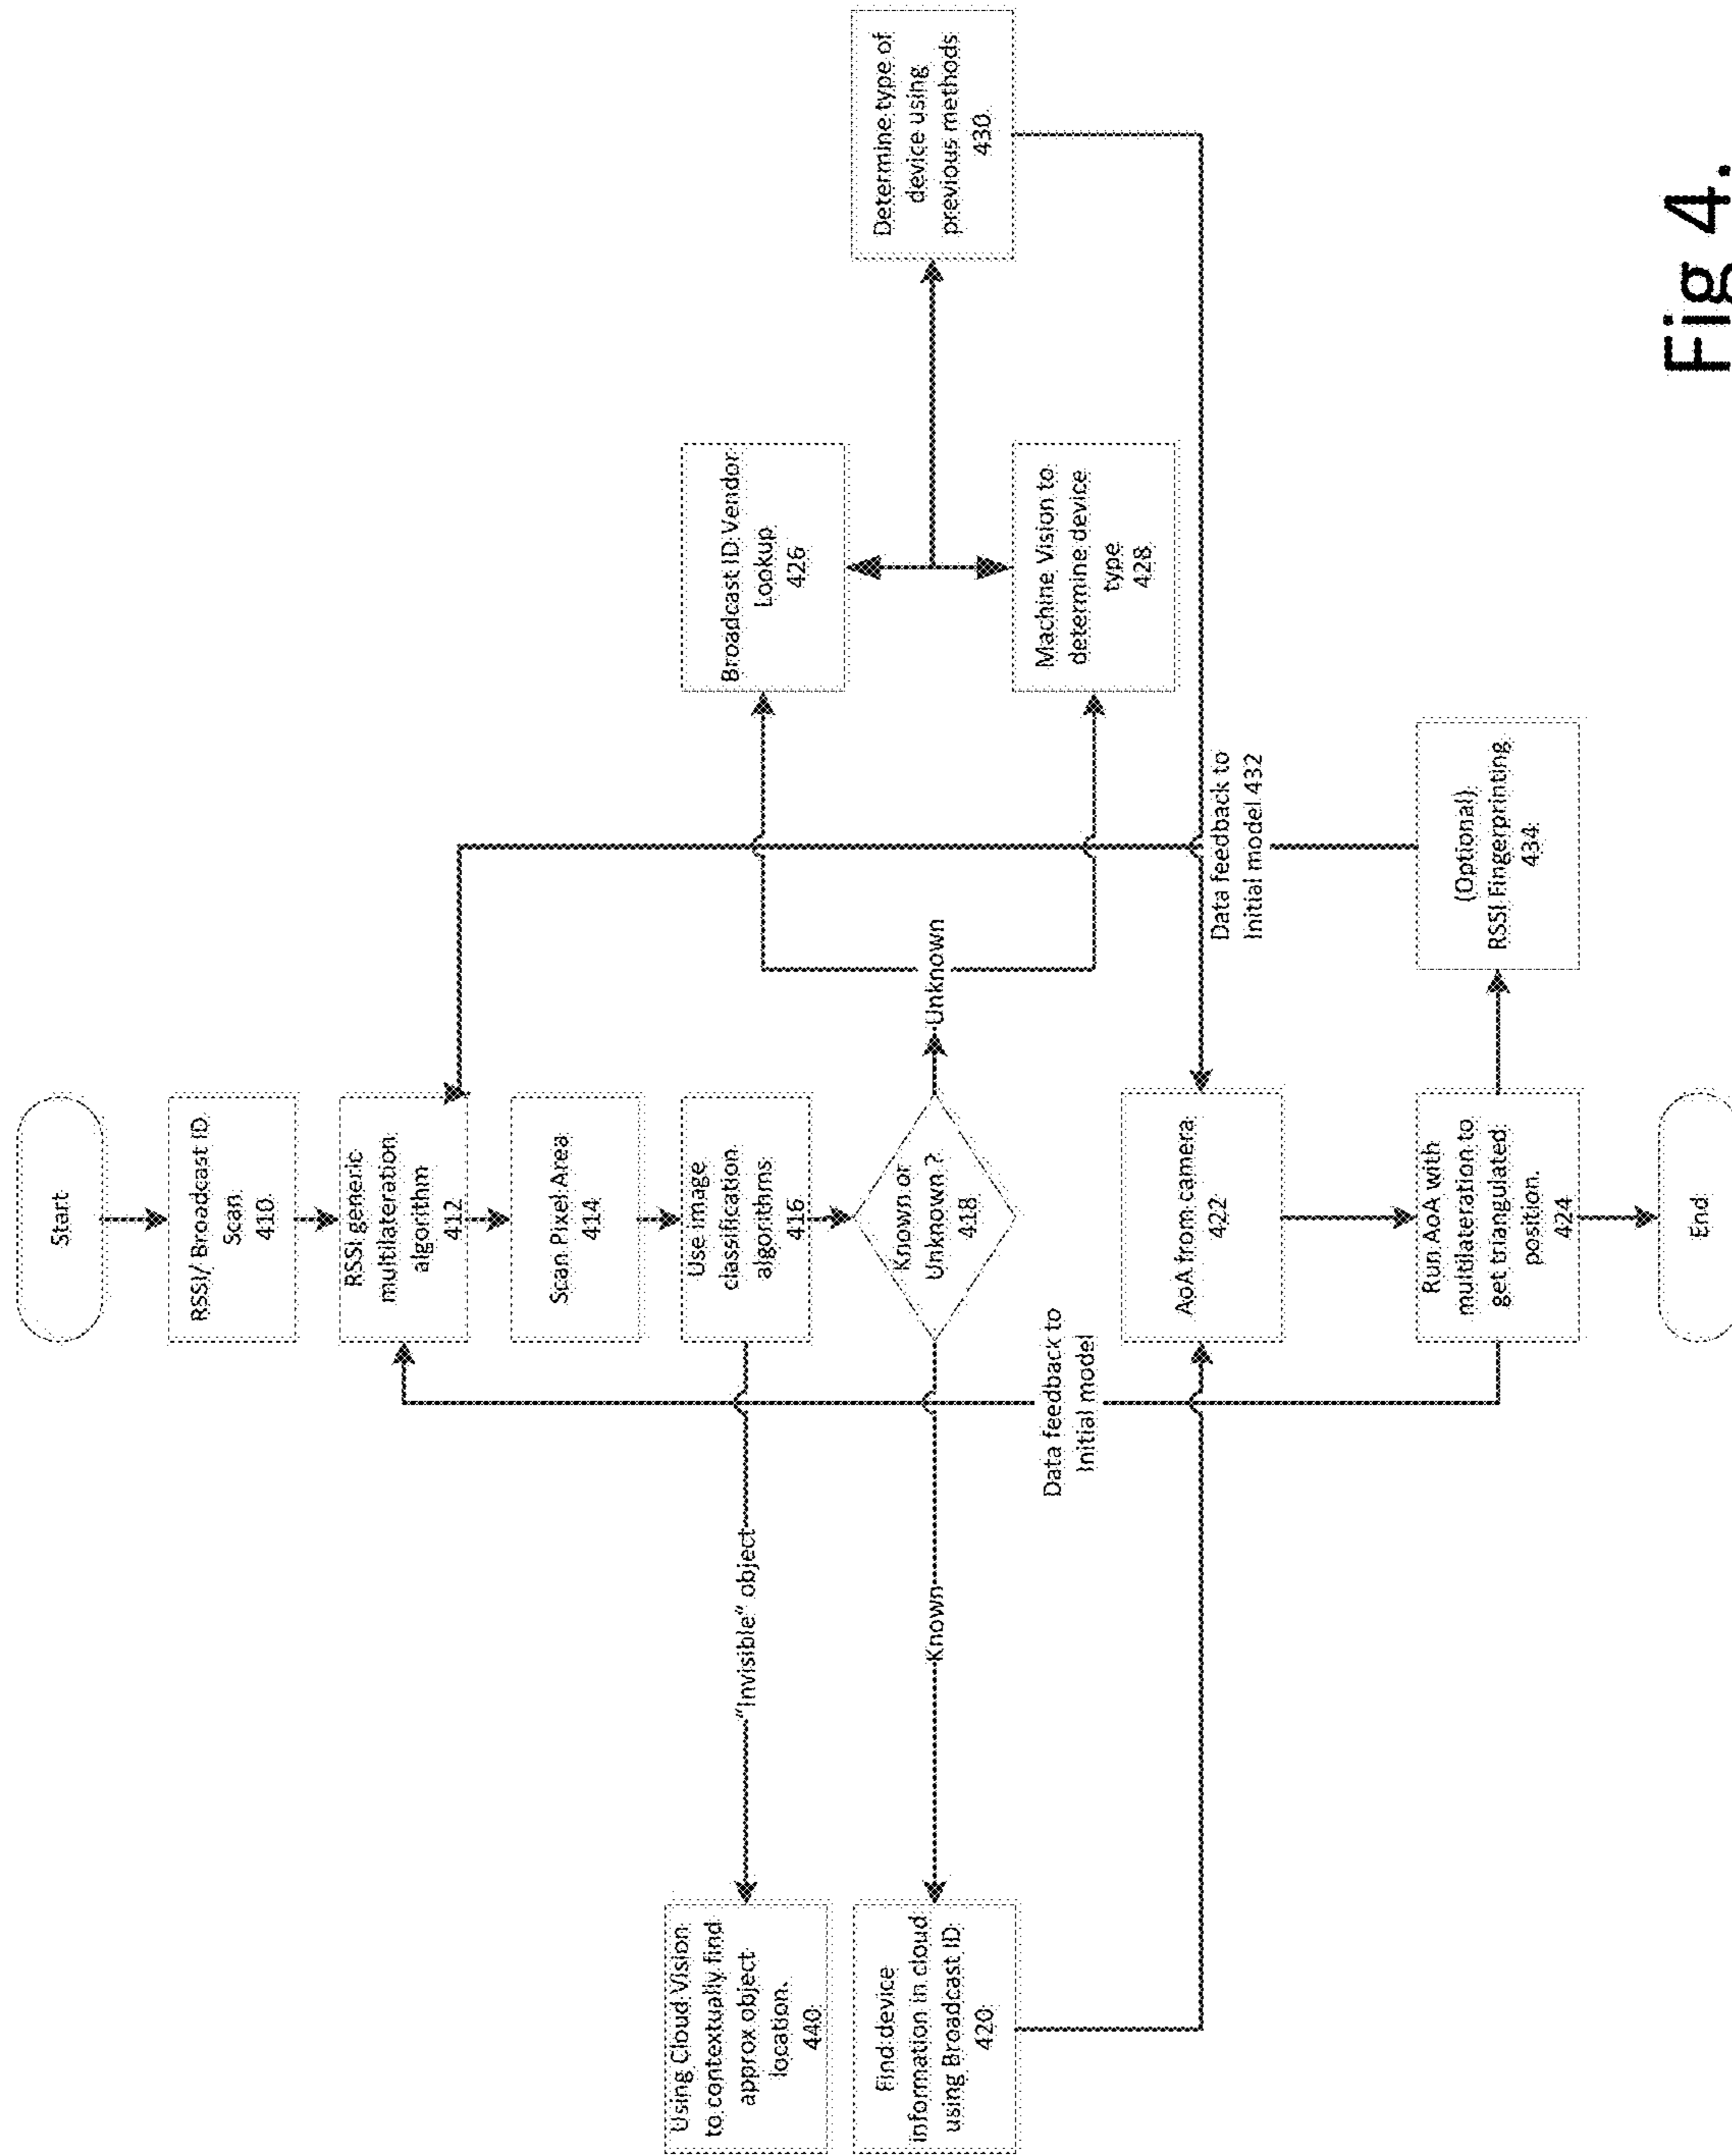 Start
RSSI/ Broadcast ID
Scan
410
RSSI generic
multilateration
algorithm
412
Scan Pixel Area
414
Use image
classification
algorithms
416
"Invisible" object
Using Cloud Vision
to contextually find
approx object
location.
440
Known or
Unknown ?
418
Known
Find device
information in cloud
using Broadcast ID
420
Unknown
Broadcast ID Vendor
Lookup
426
Machine Vision to
determine device
type
428
Determine type of
device using
previous methods
430
Data feedback to
Initial model
Data feedback to
Initial model 432
AoA from camera
422
Run AoA with
multilateration to
get triangulated
position.
424
(Optional)
RSSI Fingerprinting
434
End
Fig 4.